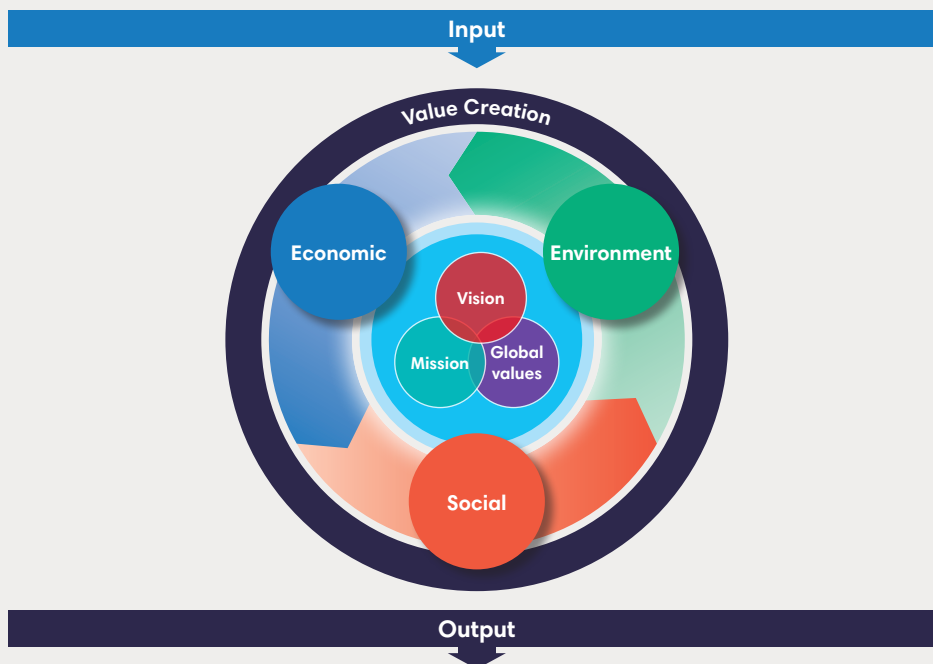 Input
Value Creation
Economic
Environment
Vision
Mission
Global
values
Social
Output